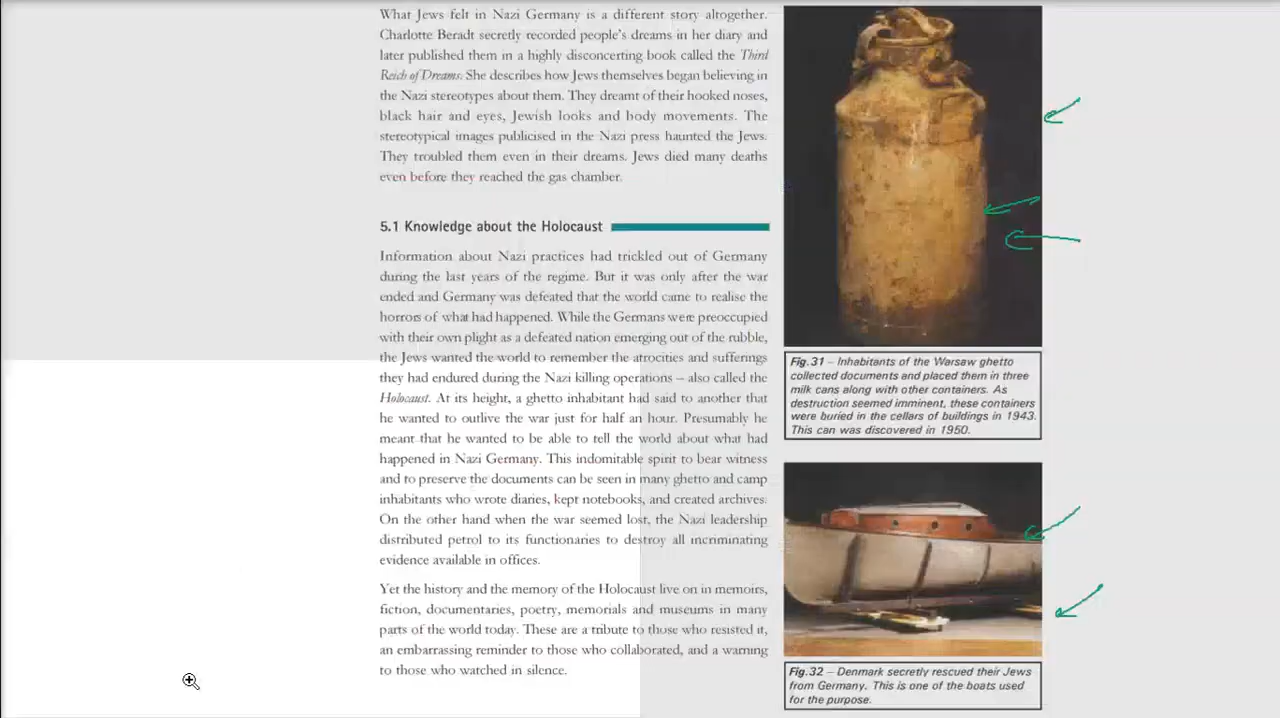 What Jews felt in Nazi Germany is a different story altogether.
Charlotte Beradt secretly recorded people's dreams in her diary and
later published them in a highly disconcerting book called the Third
Reich of Dreams. She describes how Jews themselves began believing in
the Nazi stereotypes about them. They dreamt of their hooked noses,
black hair and eyes, Jewish looks and body movements. The
stereotypical images publicised in the Nazi press haunted the Jews.
They troubled them even in their dreams. Jews died many deaths
even before they reached the gas chamber.
5.1 Knowledge about the Holocaust
Information about Nazi practices had trickled out of Germany
during the last years of the regime. But it was only after the war
ended and Germany was defeated that the world came to realise the
horrors of what had happened. While the Germans were preoccupied
with their own plight as a defeated nation emerging out of the rubble,
the Jews wanted the world to remember the atrocities and sufferings
they had endured during the Nazi killing operations – also called the
Holocaust. At its height, a ghetto inhabitant had said to another that
he wanted to outlive the war just for half an hour. Presumably he
meant that he wanted to be able to tell the world about what had
happened in Nazi Germany. This indomitable spirit to bear witness
and to preserve the documents can be seen in many ghetto and camp
inhabitants who wrote diaries, kept notebooks, and created archives.
On the other hand when the war seemed lost, the Nazi leadership
distributed petrol to its functionaries to destroy all incriminating
evidence available in offices.
Yet the history and the memory of the Holocaust live on in memoirs,
fiction, documentaries, poetry, memorials and museums in many
parts of the world today. These are a tribute to those who resisted it,
an embarrassing reminder to those who collaborated, and a warning
to those who watched in silence.
Fig.31 – Inhabitants of the Warsaw ghetto
collected documents and placed them in three
milk cans along with other containers. As
destruction seemed imminent, these containers
were buried in the cellars of buildings in 1943.
This can was discovered in 1950.
Fig.32 – Denmark secretly rescued their Jews
from Germany. This is one of the boats used
for the purpose.